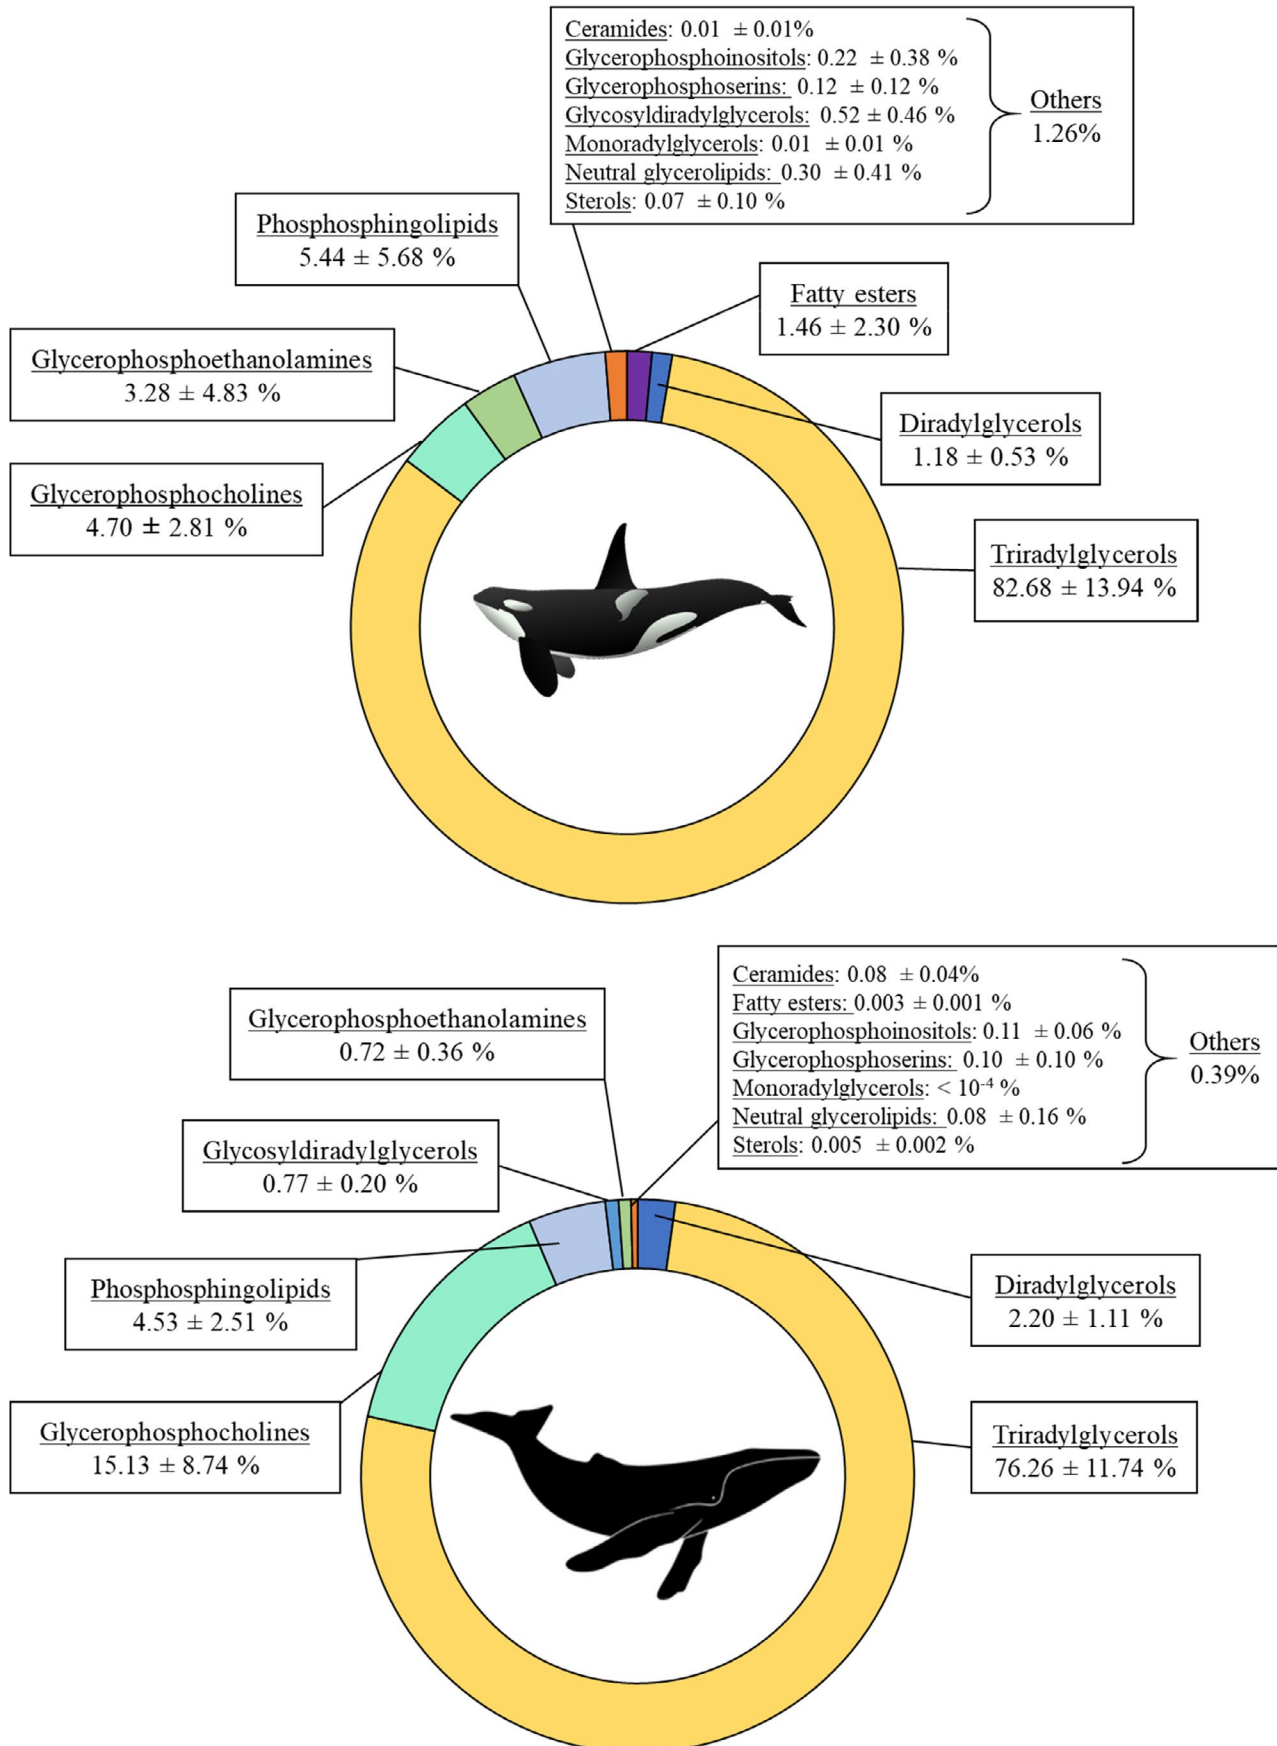 Ceramides: 0.01 ± 0.01%
Glycerophosphoinositols: 0.22 ± 0.38 %
Glycerophosphoserins: 0.12 ± 0.12 %
Glycosyldiradylglycerols: 0.52 ± 0.46 %
Monoradylglycerols: 0.01 ± 0.01 %
Neutral glycerolipids: 0.30 ± 0.41 %
Sterols: 0.07 ± 0.10 %
Others
1.26%
Phosphosphingolipids
5.44 ± 5.68 %
Fatty esters
1.46 ± 2.30 %
Glycerophosphoethanolamines
3.28 ± 4.83 %
Diradylglycerols
1.18 ± 0.53 %
Glycerophosphocholines
4.70 ± 2.81 %
Triradylglycerols
82.68 ± 13.94 %
Ceramides: 0.08 ± 0.04%
Fatty esters: 0.003 ± 0.001 %
Glycerophosphoinositols: 0.11 ± 0.06 %
Glycerophosphoserins: 0.10 ± 0.10 %
Monoradylglycerols: < 10⁻⁴ %
Neutral glycerolipids: 0.08 ± 0.16 %
Sterols: 0.005 ± 0.002 %
Others
0.39%
Glycerophosphoethanolamines
0.72 ± 0.36 %
Glycosyldiradylglycerols
0.77 ± 0.20 %
Phosphosphingolipids
4.53 ± 2.51 %
Diradylglycerols
2.20 ± 1.11 %
Glycerophosphocholines
15.13 ± 8.74 %
Triradylglycerols
76.26 ± 11.74 %